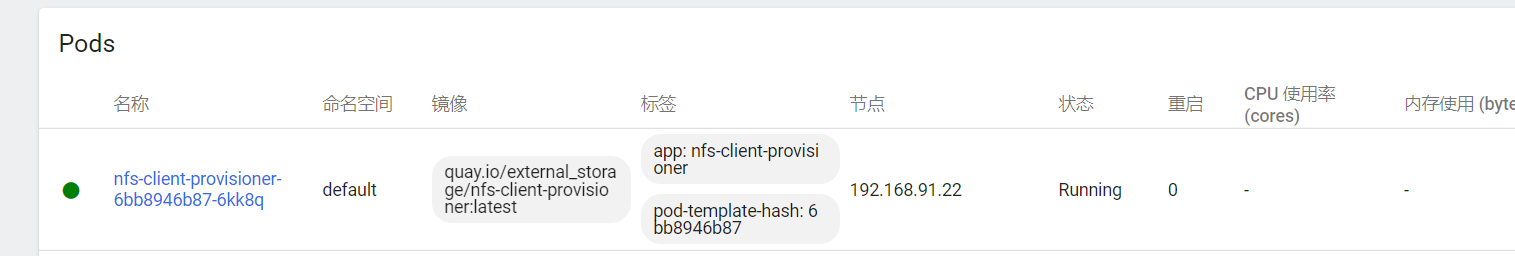 Pods
名称
命名空间
镜像
标签
节点
状态
重启
CPU 使用率
(cores)
内存使用 (byte
nfs-client-provisioner-
6bb8946b87-6kk8q
default
quay.io/external_stora
ge/nfs-client-provisio
ner:latest
app: nfs-client-provisi
oner
pod-template-hash: 6
bb8946b87
192.168.91.22
Running
0
-
-